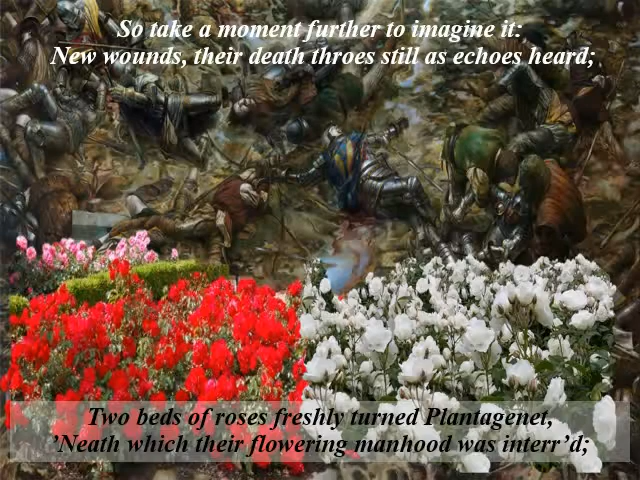 So take a moment further to imagine it:
New wounds, their death throes still as echoes heard;
Two beds of roses freshly turned Plantagenet,
’Neath which their flowering manhood was interr’d;